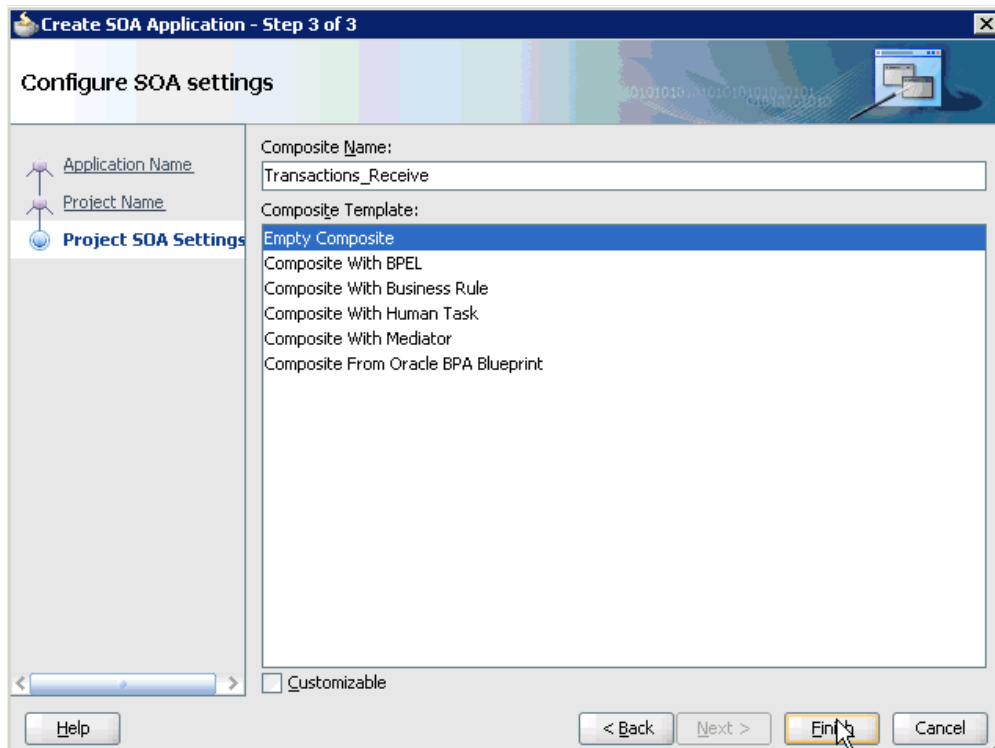 Create SOA Application - Step 3 of 3
Configure SOA settings
Application Name
Project Name
Project SOA Settings
Composite Name:
Transactions_Receive
Composite Template:
Empty Composite
Composite With BPEL
Composite With Business Rule
Composite With Human Task
Composite With Mediator
Composite From Oracle BPA Blueprint
Customizable
Help
< Back
Next >
Finish
Cancel